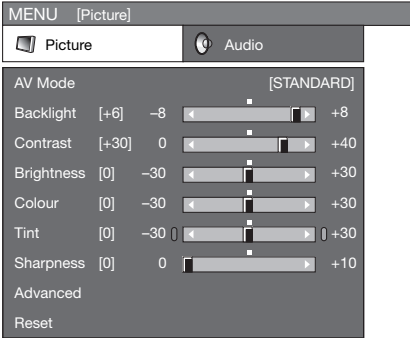 MENU [Picture]
Picture Audio
AV Mode [STANDARD]
Backlight [+6] –8 +8
Contrast [+30] 0 +40
Brightness [0] –30 +30
Colour [0] –30 +30
Tint [0] –30 +30
Sharpness [0] 0 +10
Advanced
Reset